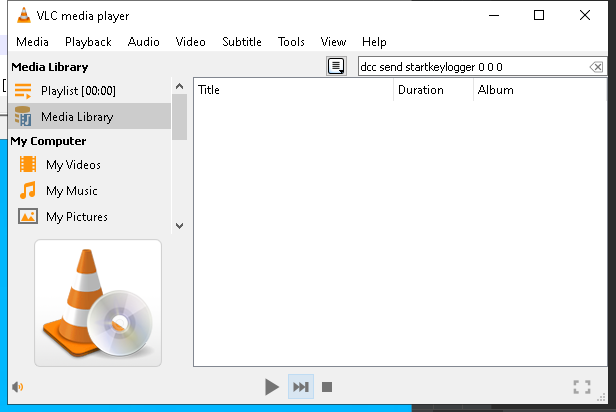 VLC media player
Media Playback Audio Video Subtitle Tools View Help
Media Library
dcc send startkeylogger 0 0 0
Playlist [00:00]
Title Duration Album
Media Library
My Computer
My Videos
My Music
My Pictures